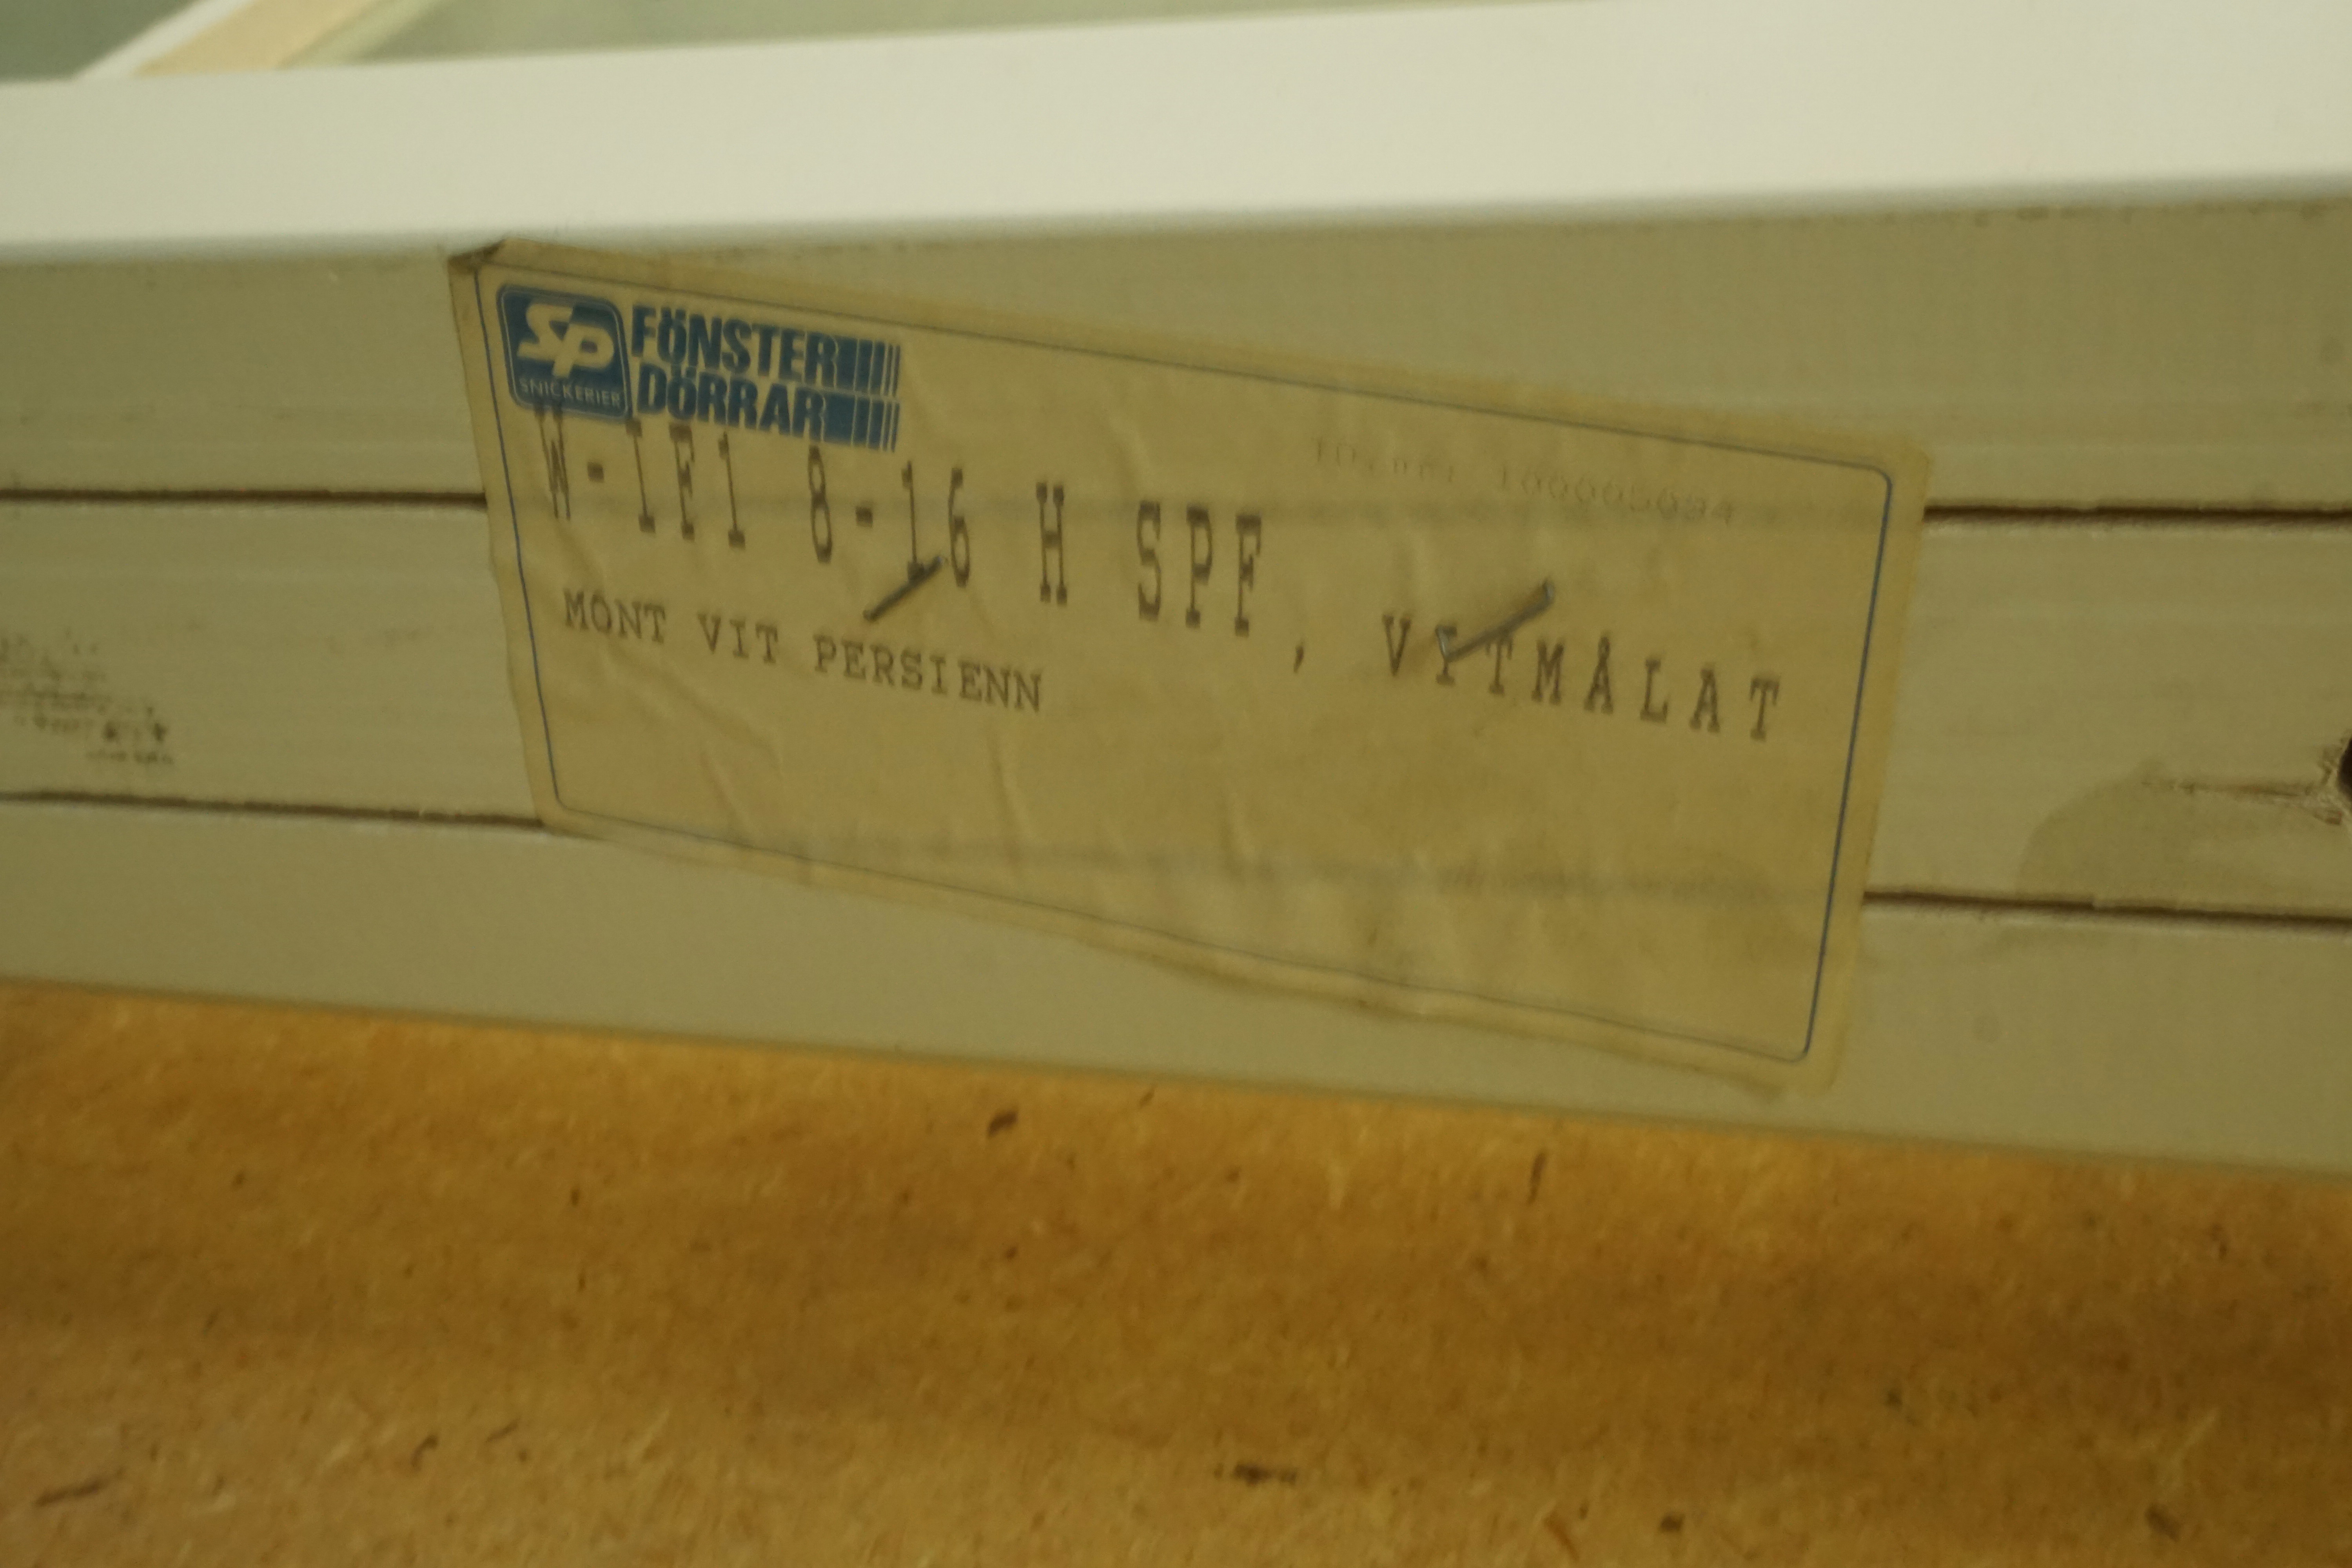 SP
SNICKERIER
FÖNSTER
DÖRRAR
W-IF1 8-16 H SPF, VITMÅLAT
MONT VIT PERSIENN